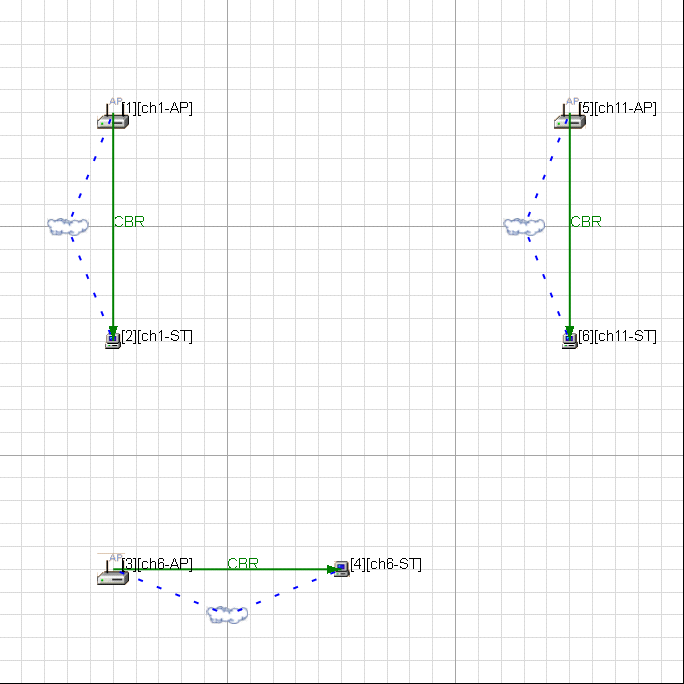 AP
[1][ch1-AP]
AP
[5][ch11-AP]
CBR
CBR
[2][ch1-ST]
[6][ch11-ST]
AP
[3][ch6-AP]
CBR
[4][ch6-ST]